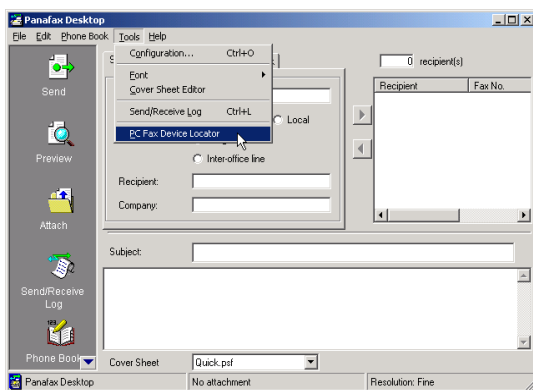 Panafax Desktop
File Edit Phone Book Tools Help
Configuration... Ctrl+O
Font
Cover Sheet Editor
Send/Receive Log Ctrl+L
PC Fax Device Locator
Local
Inter-office line
Recipient:
Company:
0 recipient(s)
Recipient Fax No.
Send
Preview
Attach
Send/Receive
Log
Phone Book
Subject:
Cover Sheet Quick.psf
Panafax Desktop No attachment Resolution: Fine